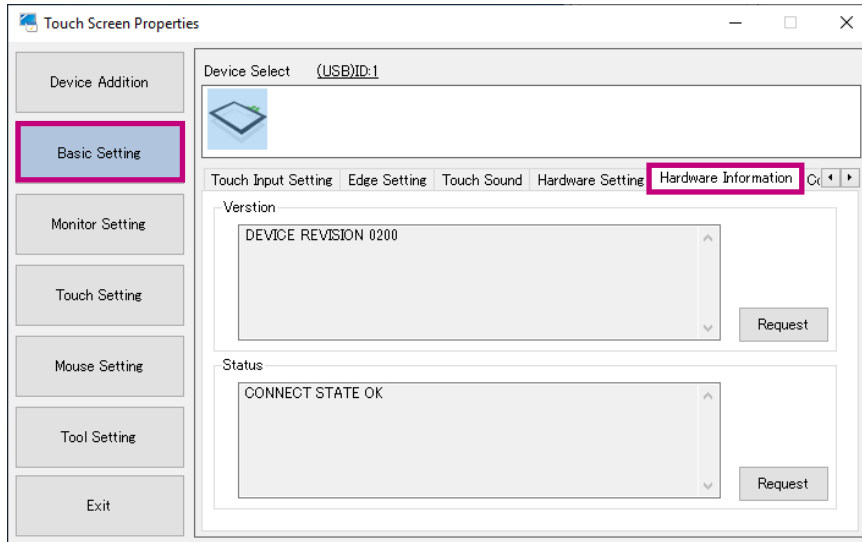 Touch Screen Properties
Device Addition
Basic Setting
Monitor Setting
Touch Setting
Mouse Setting
Tool Setting
Exit
Device Select (USB)ID:1
Touch Input Setting Edge Setting Touch Sound Hardware Setting Hardware Information
Verstion
DEVICE REVISION 0200
Request
Status
CONNECT STATE OK
Request